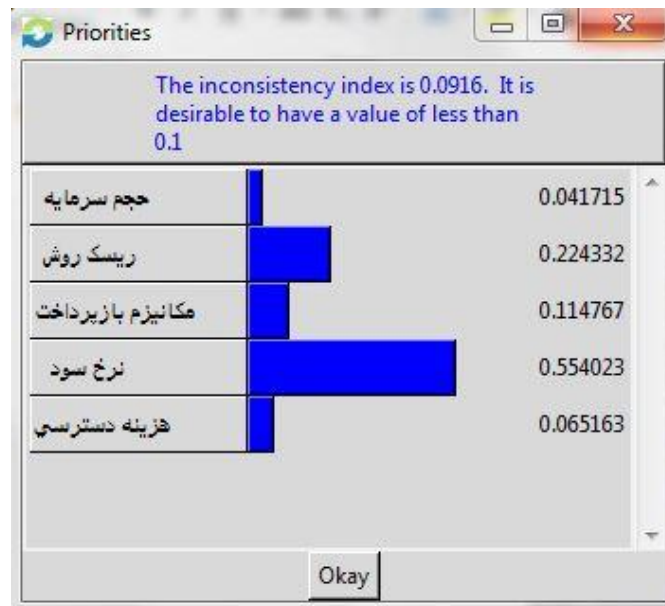 Priorities
The inconsistency index is 0.0916. It is
desirable to have a value of less than
0.1
حجم سرمايه 0.041715
ريسک روش 0.224332
مکانيزم بازپرداخت 0.114767
نرخ سود 0.554023
هزينه دسترسي 0.065163
Okay